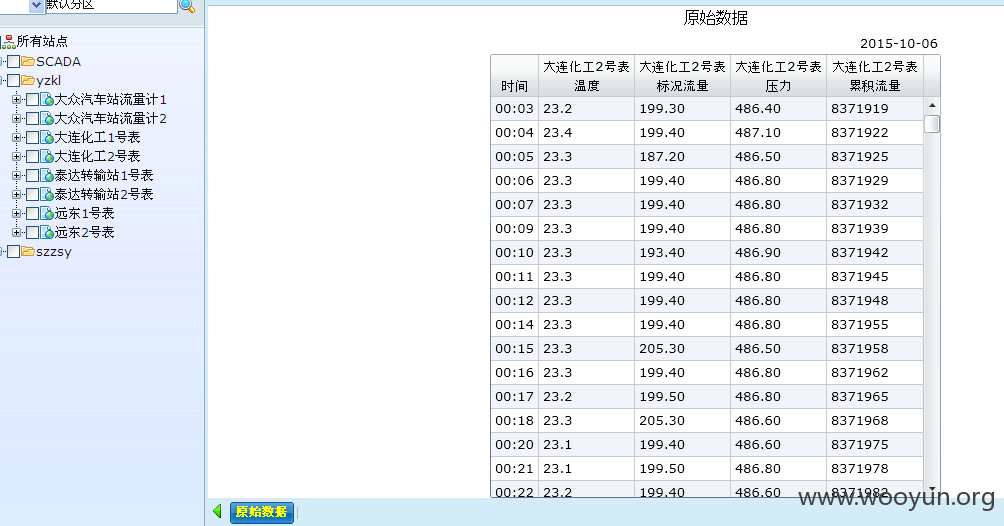 默认分区
所有站点
SCADA
yzkl
大众汽车站流量计1
大众汽车站流量计2
大连化工1号表
大连化工2号表
泰达转输站1号表
泰达转输站2号表
远东1号表
远东2号表
szzsy
原始数据
2015-10-06
时间 大连化工2号表 温度 大连化工2号表 标况流量 大连化工2号表 压力 大连化工2号表 累积流量
00:03 23.2 199.30 486.40 8371919
00:04 23.4 199.40 487.10 8371922
00:05 23.3 187.20 486.50 8371925
00:06 23.3 199.40 486.80 8371929
00:07 23.3 199.40 486.80 8371932
00:09 23.3 199.40 486.80 8371939
00:10 23.3 193.40 486.90 8371942
00:11 23.3 199.40 486.80 8371945
00:12 23.3 199.40 486.80 8371948
00:14 23.3 199.40 486.80 8371955
00:15 23.3 205.30 486.50 8371958
00:16 23.3 199.40 486.80 8371962
00:17 23.2 199.50 486.80 8371965
00:18 23.3 205.30 486.60 8371968
00:20 23.1 199.40 486.60 8371975
00:21 23.1 199.50 486.80 8371978
00:22 23.2 199.40 486.60 8371982
原始数据
www.wooyun.org